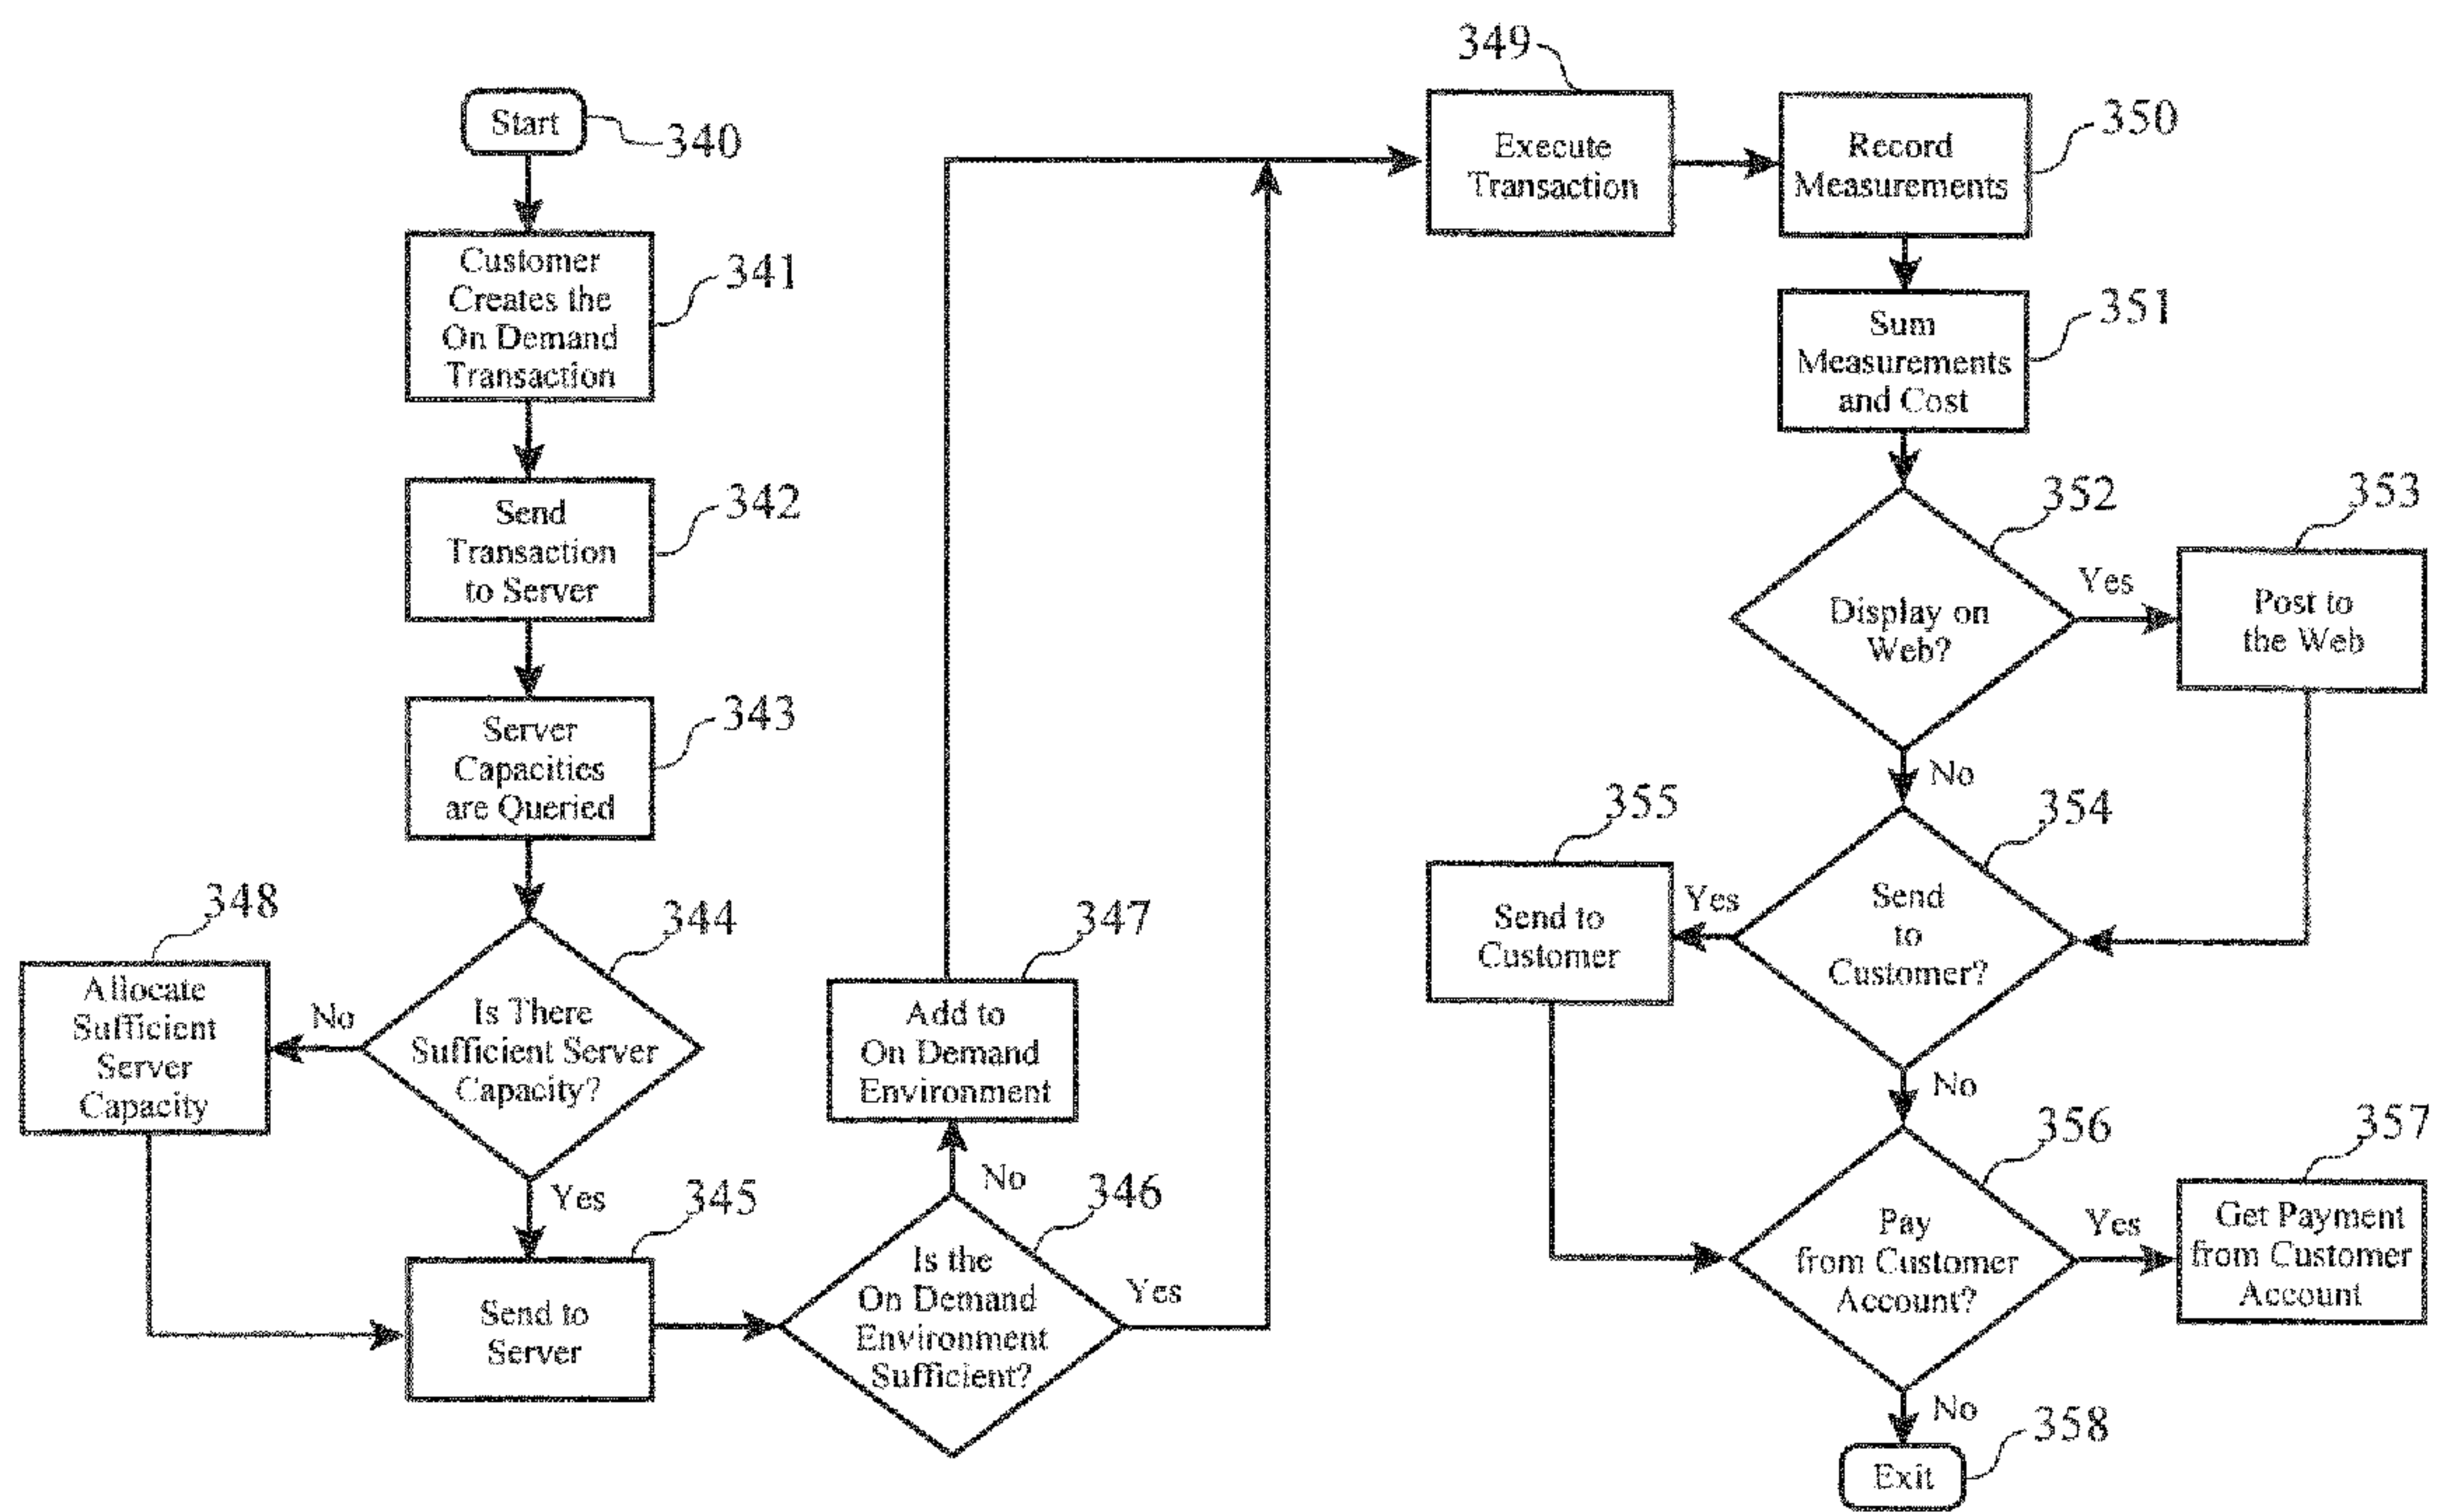 Start
340
Customer
Creates the
On Demand
Transaction
341
Send
Transaction
to Server
342
Server
Capacities
are Queried
343
Is There
Sufficient Server
Capacity?
344
No
Yes
Allocate
Sufficient
Server
Capacity
348
Send to
Server
345
Is the
On Demand
Environment
Sufficient?
346
No
Yes
Add to
On Demand
Environment
347
Execute
Transaction
349
Record
Measurements
350
Sum
Measurements
and Cost
351
Display on
Web?
352
Yes
No
Post to
the Web
353
Send
to
Customer?
354
Yes
No
Send to
Customer
355
Pay
from Customer
Account?
356
Yes
No
Get Payment
from Customer
Account
357
Exit
358